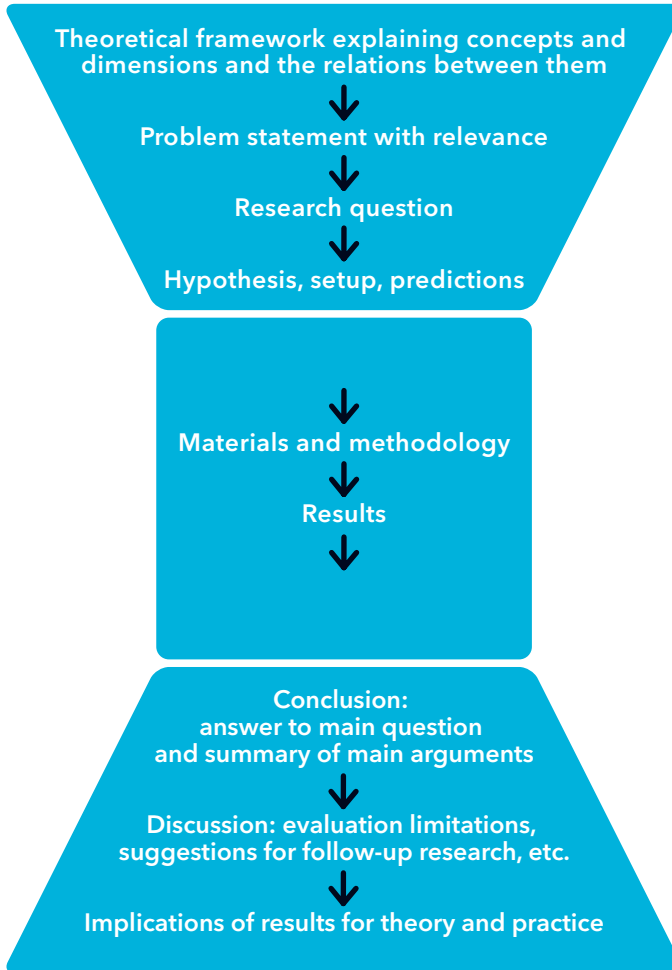 Theoretical framework explaining concepts and
dimensions and the relations between them
Problem statement with relevance
Research question
Hypothesis, setup, predictions
Materials and methodology
Results
Conclusion:
answer to main question
and summary of main arguments
Discussion: evaluation limitations,
suggestions for follow-up research, etc.
Implications of results for theory and practice